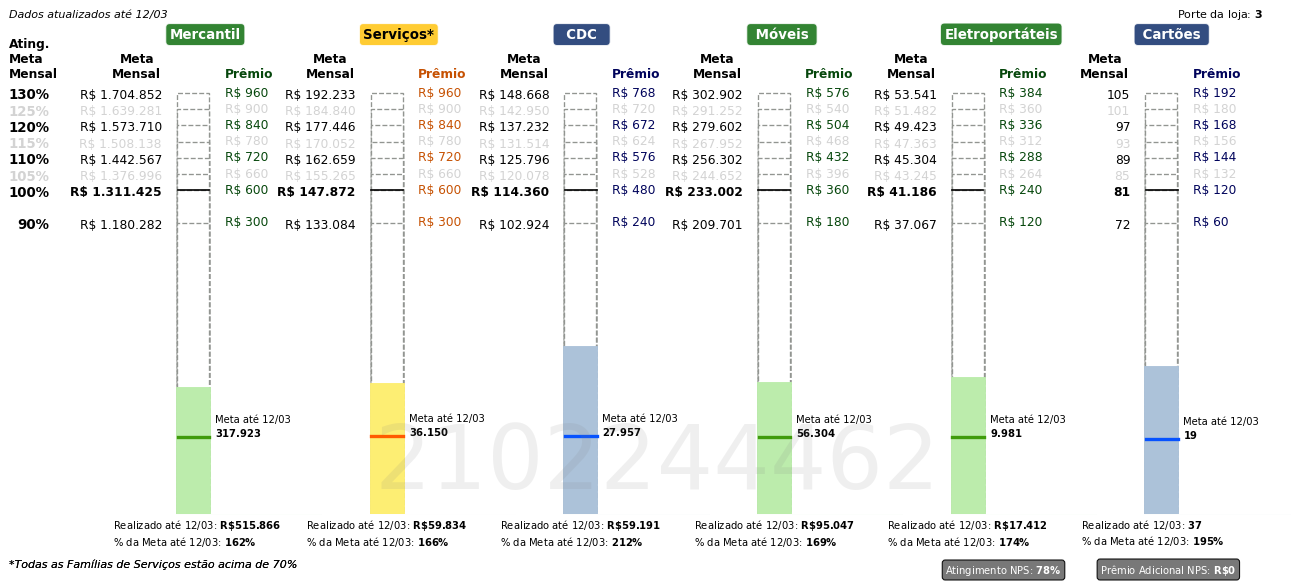 Dados atualizados até 12/03
Porte da loja: 3
Mercantil Serviços* CDC Móveis Eletroportáteis Cartões
Ating. Meta Mensal
Meta Mensal Prêmio Meta Mensal Prêmio Meta Mensal Prêmio Meta Mensal Prêmio Meta Mensal Prêmio Meta Mensal Prêmio
130% R$ 1.704.852 R$ 960 R$ 192.233 R$ 960 R$ 148.668 R$ 768 R$ 302.902 R$ 576 R$ 53.541 R$ 384 105 R$ 192
125% R$ 1.639.281 R$ 900 R$ 184.840 R$ 900 R$ 142.950 R$ 720 R$ 291.252 R$ 540 R$ 51.482 R$ 360 101 R$ 180
120% R$ 1.573.710 R$ 840 R$ 177.446 R$ 840 R$ 137.232 R$ 672 R$ 279.602 R$ 504 R$ 49.423 R$ 336 97 R$ 168
115% R$ 1.508.138 R$ 780 R$ 170.052 R$ 780 R$ 131.514 R$ 624 R$ 267.952 R$ 468 R$ 47.363 R$ 312 93 R$ 156
110% R$ 1.442.567 R$ 720 R$ 162.659 R$ 720 R$ 125.796 R$ 576 R$ 256.302 R$ 432 R$ 45.304 R$ 288 89 R$ 144
105% R$ 1.376.996 R$ 660 R$ 155.265 R$ 660 R$ 120.078 R$ 528 R$ 244.652 R$ 396 R$ 43.245 R$ 264 85 R$ 132
100% R$ 1.311.425 R$ 600 R$ 147.872 R$ 600 R$ 114.360 R$ 480 R$ 233.002 R$ 360 R$ 41.186 R$ 240 81 R$ 120
90% R$ 1.180.282 R$ 300 R$ 133.084 R$ 300 R$ 102.924 R$ 240 R$ 209.701 R$ 180 R$ 37.067 R$ 120 72 R$ 60
Meta até 12/03 Meta até 12/03 Meta até 12/03 Meta até 12/03 Meta até 12/03 Meta até 12/03
317.923 36.150 27.957 56.304 9.981 19
2102244462
Realizado até 12/03: R$515.866 Realizado até 12/03: R$59.834 Realizado até 12/03: R$59.191 Realizado até 12/03: R$95.047 Realizado até 12/03: R$17.412 Realizado até 12/03: 37
% da Meta até 12/03: 162% % da Meta até 12/03: 166% % da Meta até 12/03: 212% % da Meta até 12/03: 169% % da Meta até 12/03: 174% % da Meta até 12/03: 195%
*Todas as Famílias de Serviços estão acima de 70%
Atingimento NPS: 78% Prêmio Adicional NPS: R$0